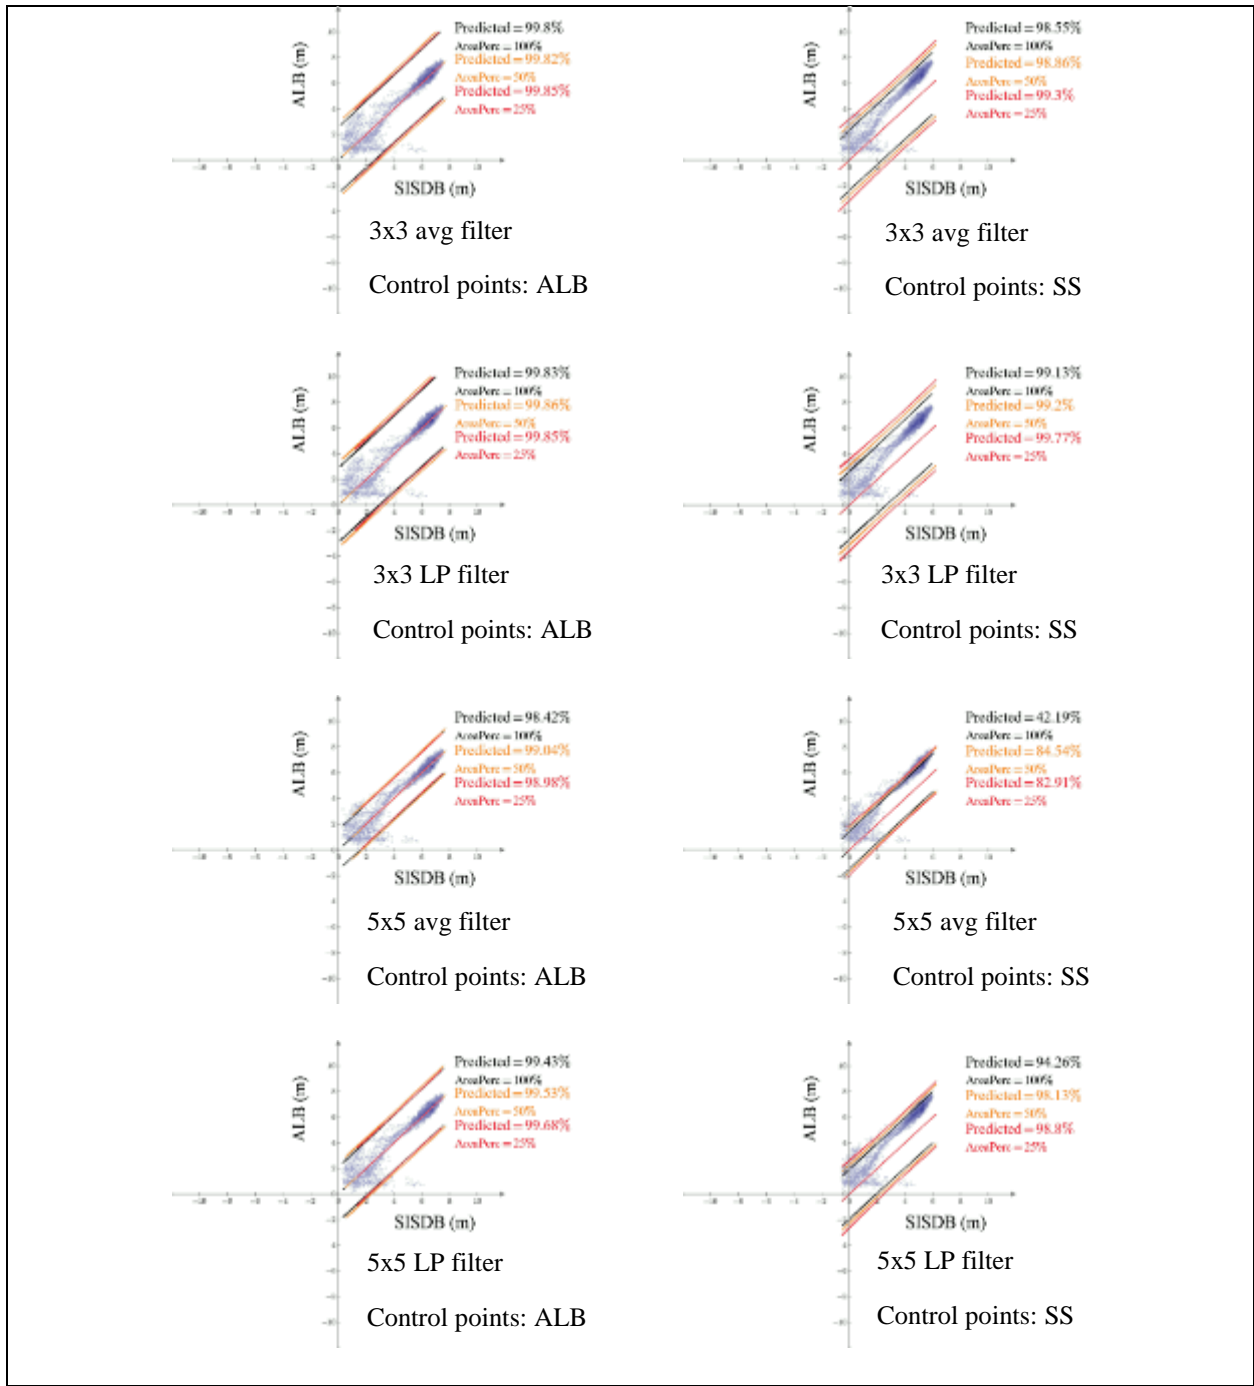 Predicted = 99.8%
AreaPerc = 100%
Predicted = 99.82%
AreaPerc = 50%
Predicted = 99.85%
AreaPerc = 25%
ALB (m)
SISDB (m)
3x3 avg filter
Control points: ALB
Predicted = 98.55%
AreaPerc = 100%
Predicted = 98.86%
AreaPerc = 50%
Predicted = 99.3%
AreaPerc = 25%
ALB (m)
SISDB (m)
3x3 avg filter
Control points: SS
Predicted = 99.83%
AreaPerc = 100%
Predicted = 99.86%
AreaPerc = 50%
Predicted = 99.85%
AreaPerc = 25%
ALB (m)
SISDB (m)
3x3 LP filter
Control points: ALB
Predicted = 99.13%
AreaPerc = 100%
Predicted = 99.2%
AreaPerc = 50%
Predicted = 99.77%
AreaPerc = 25%
ALB (m)
SISDB (m)
3x3 LP filter
Control points: SS
Predicted = 98.42%
AreaPerc = 100%
Predicted = 99.04%
AreaPerc = 50%
Predicted = 98.98%
AreaPerc = 25%
ALB (m)
SISDB (m)
5x5 avg filter
Control points: ALB
Predicted = 42.19%
AreaPerc = 100%
Predicted = 84.54%
AreaPerc = 50%
Predicted = 82.91%
AreaPerc = 25%
ALB (m)
SISDB (m)
5x5 avg filter
Control points: SS
Predicted = 99.43%
AreaPerc = 100%
Predicted = 99.53%
AreaPerc = 50%
Predicted = 99.68%
AreaPerc = 25%
ALB (m)
SISDB (m)
5x5 LP filter
Control points: ALB
Predicted = 94.26%
AreaPerc = 100%
Predicted = 98.13%
AreaPerc = 50%
Predicted = 98.8%
AreaPerc = 25%
ALB (m)
SISDB (m)
5x5 LP filter
Control points: SS